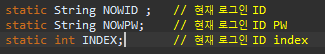 static String NOWID ; // 현재 로그인 ID
static String NOWPW; // 현재 로그인 ID PW
static int INDEX; // 현재 로그인 ID index